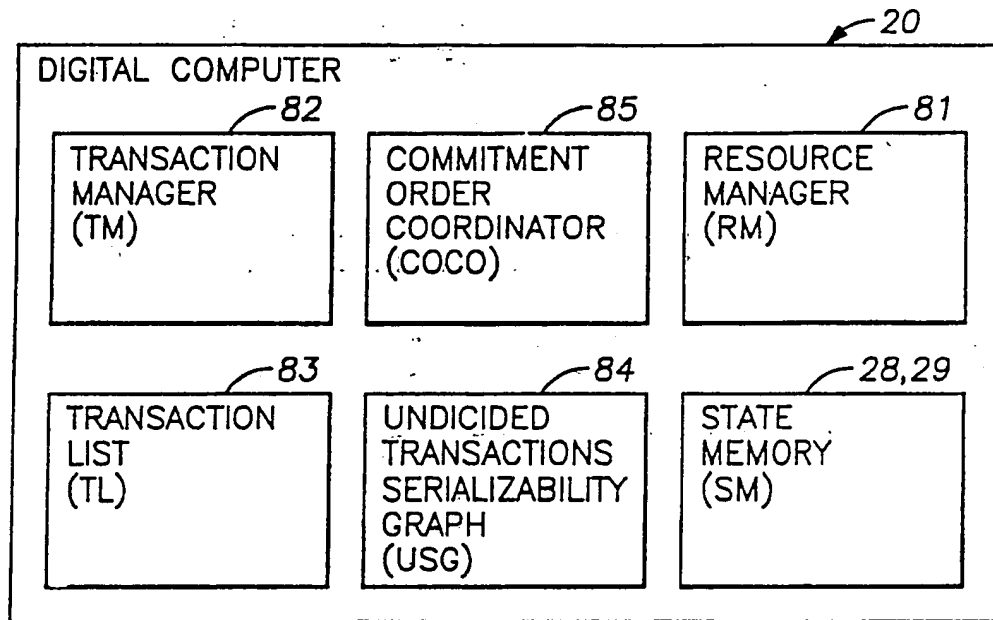 20
DIGITAL COMPUTER
82
TRANSACTION
MANAGER
(TM)
85
COMMITMENT
ORDER
COORDINATOR
(COCO)
81
RESOURCE
MANAGER
(RM)
83
TRANSACTION
LIST
(TL)
84
UNDICIDED
TRANSACTIONS
SERIALIZABILITY
GRAPH
(USG)
28,29
STATE
MEMORY
(SM)